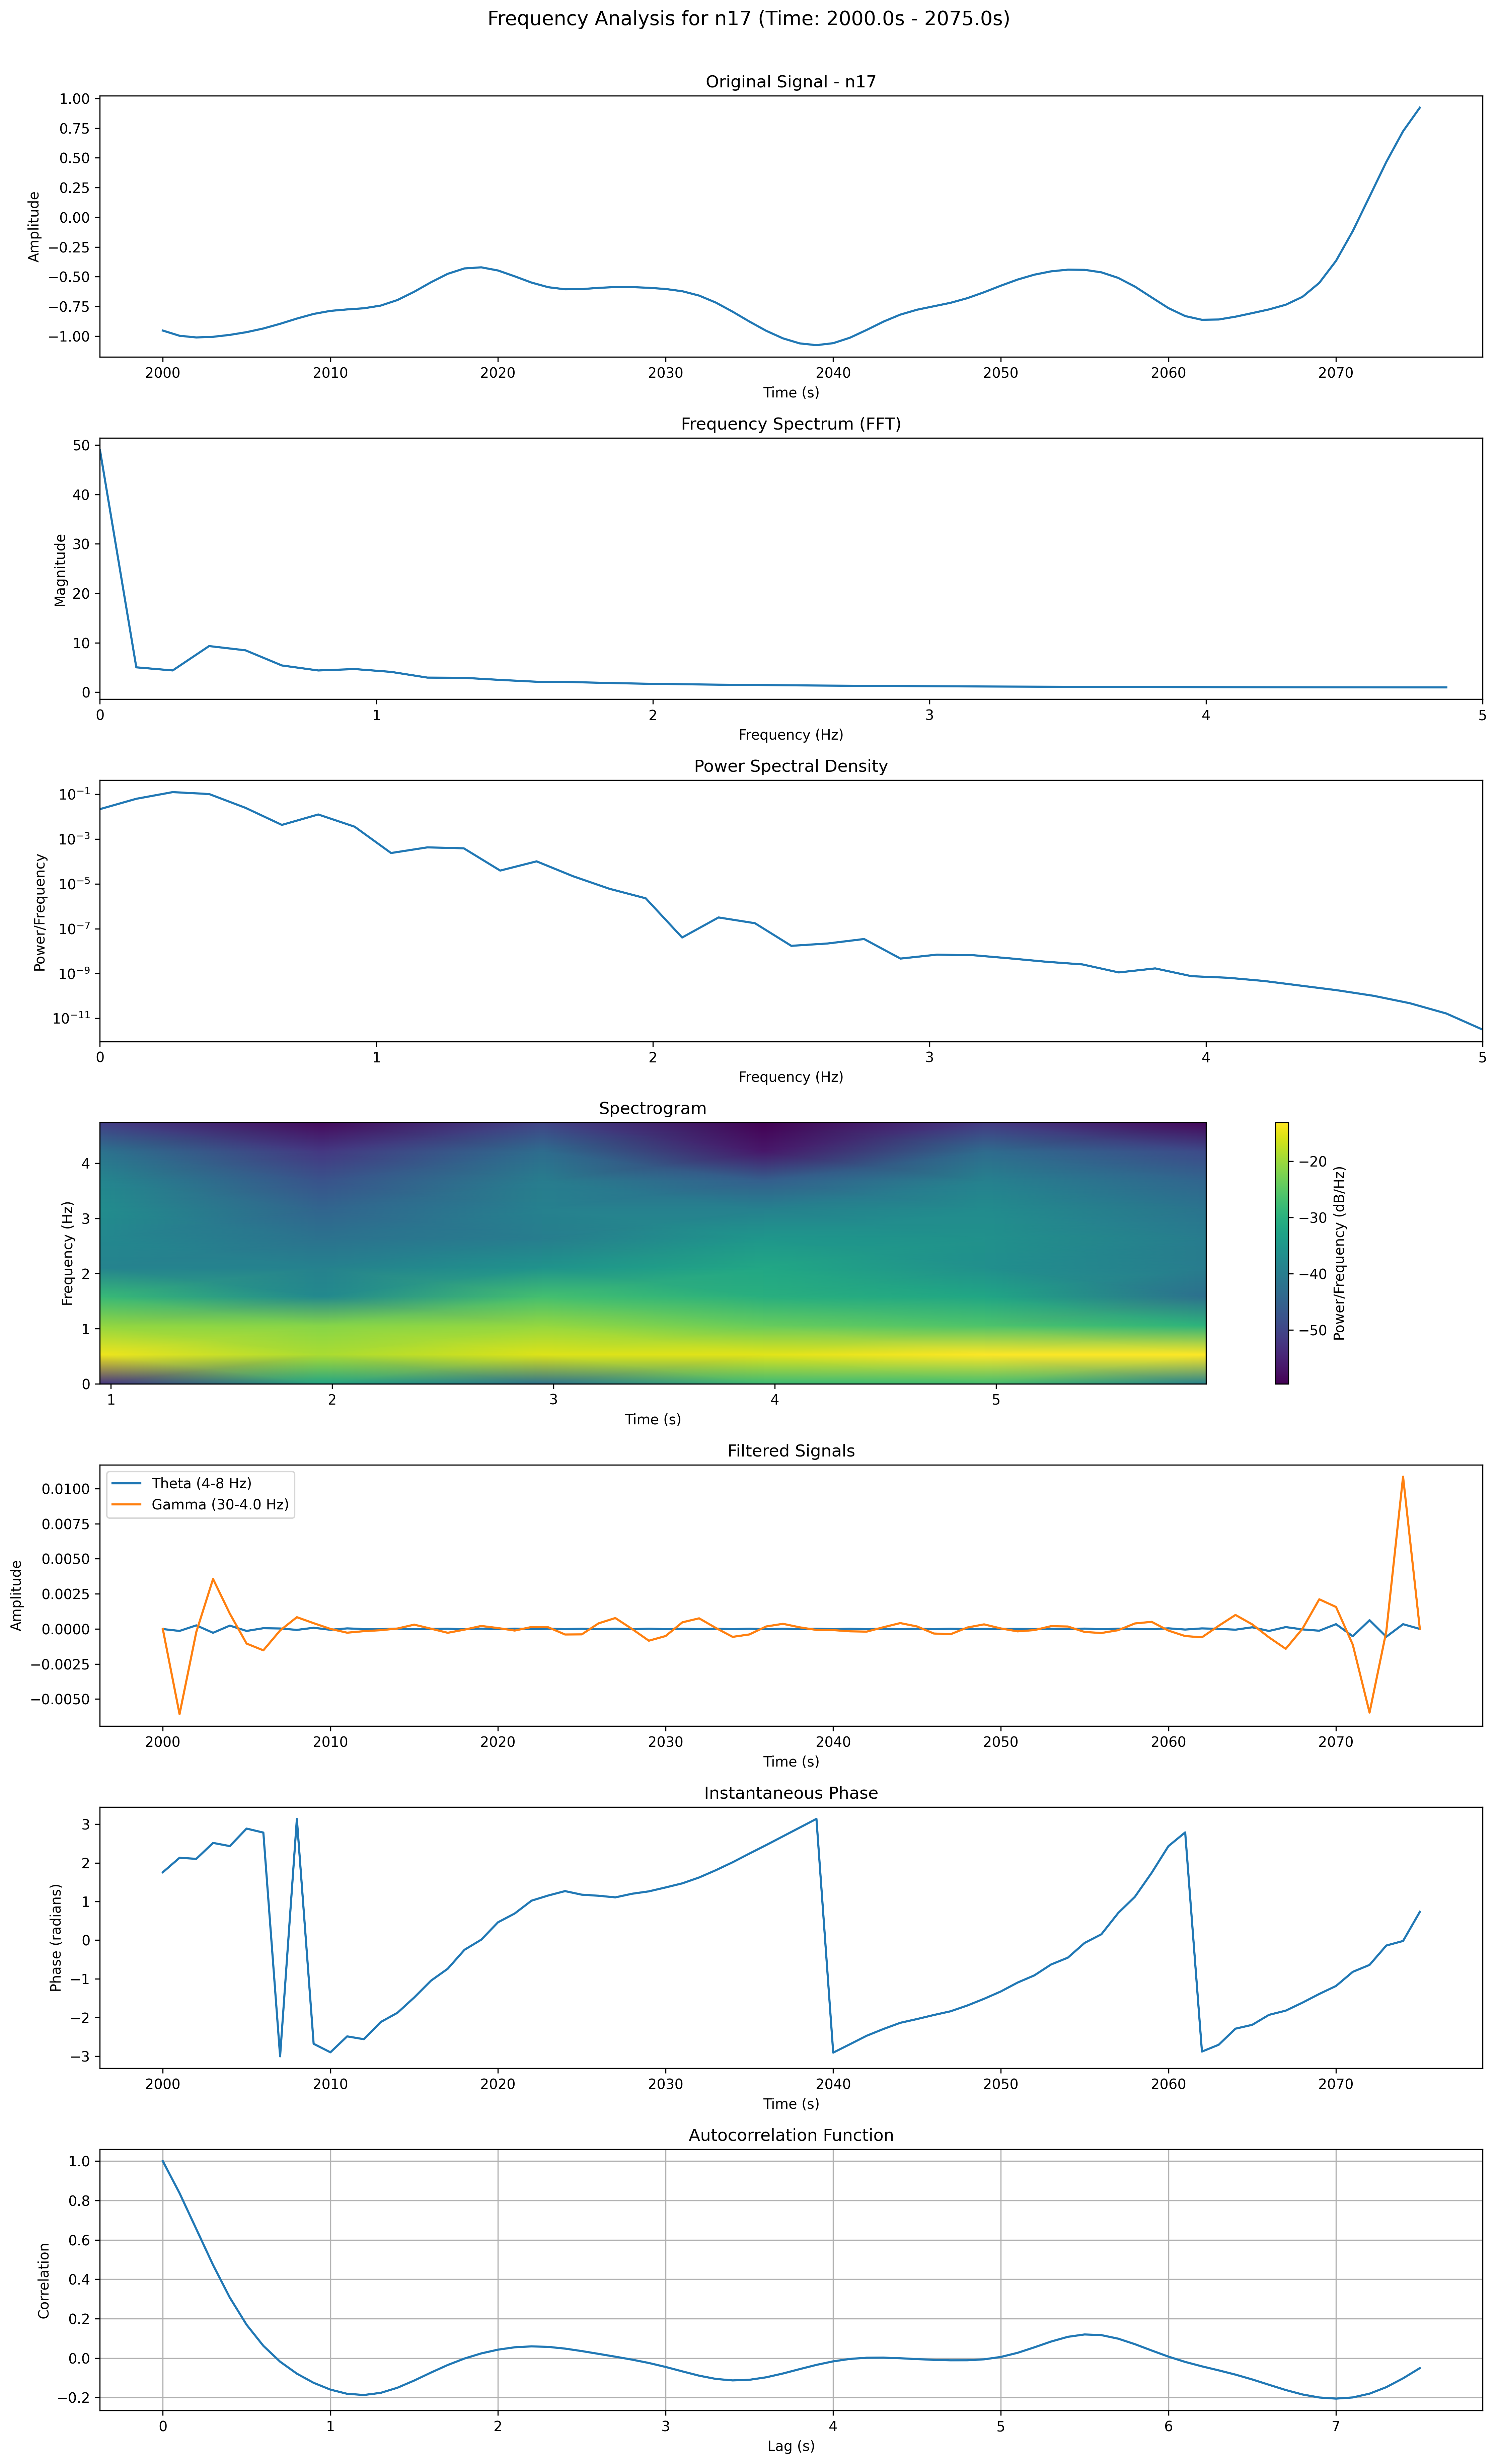 Frequency Analysis for n17 (Time: 2000.0s - 2075.0s)
Original Signal - n17
1.00
0.75
0.50
0.25
0.00
−0.25
−0.50
−0.75
−1.00
Amplitude
2000 2010 2020 2030 2040 2050 2060 2070
Time (s)
Frequency Spectrum (FFT)
50
40
30
20
10
0
Magnitude
0 1 2 3 4 5
Frequency (Hz)
Power Spectral Density
10⁻¹
10⁻³
10⁻⁵
10⁻⁷
10⁻⁹
10⁻¹¹
Power/Frequency
0 1 2 3 4 5
Frequency (Hz)
Spectrogram
4
3
2
1
0
Frequency (Hz)
1 2 3 4 5
Time (s)
−20
−30
−40
−50
Power/Frequency (dB/Hz)
Filtered Signals
Theta (4-8 Hz)
Gamma (30-4.0 Hz)
0.0100
0.0075
0.0050
0.0025
0.0000
−0.0025
−0.0050
Amplitude
2000 2010 2020 2030 2040 2050 2060 2070
Time (s)
Instantaneous Phase
3
2
1
0
−1
−2
−3
Phase (radians)
2000 2010 2020 2030 2040 2050 2060 2070
Time (s)
Autocorrelation Function
1.0
0.8
0.6
0.4
0.2
0.0
−0.2
Correlation
0 1 2 3 4 5 6 7
Lag (s)